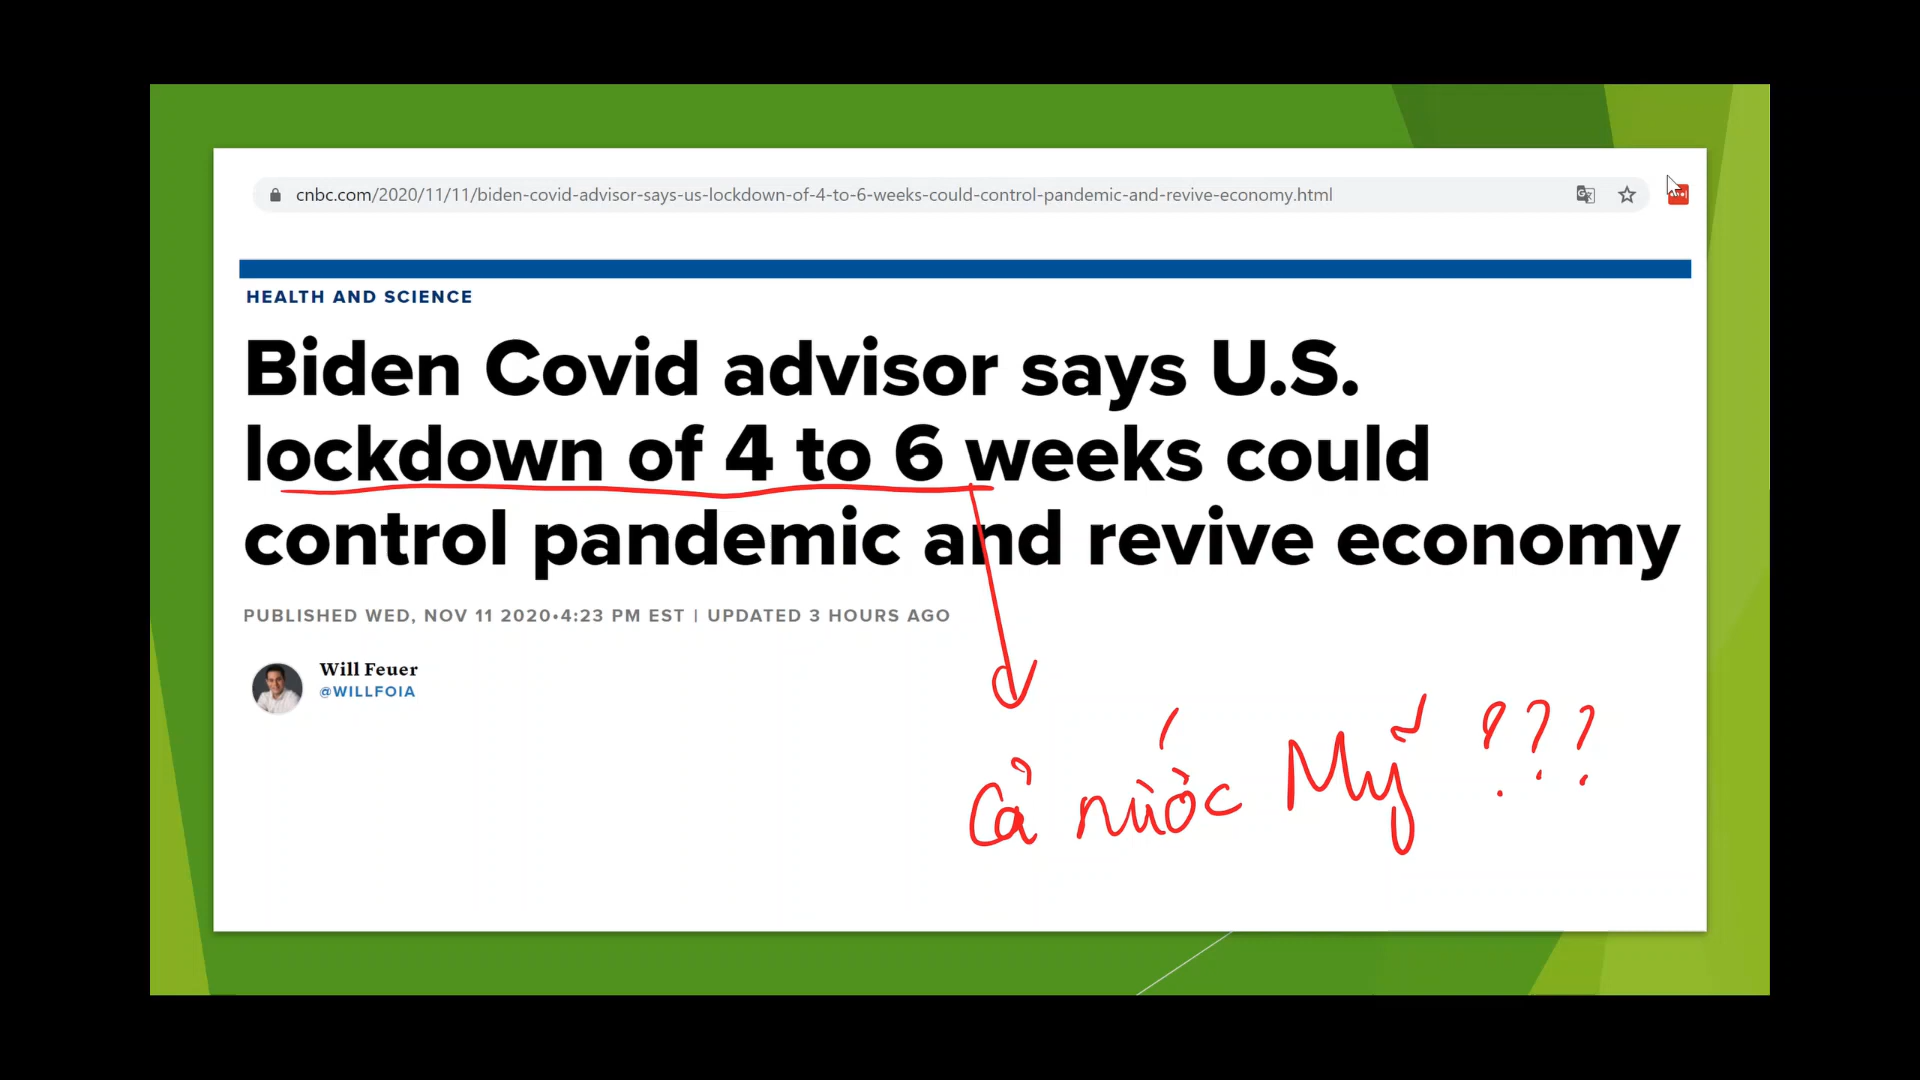 cnbc.com/2020/11/11/biden-covid-advisor-says-us-lockdown-of-4-to-6-weeks-could-control-pandemic-and-revive-economy.html
HEALTH AND SCIENCE
Biden Covid advisor says U.S.
lockdown of 4 to 6 weeks could
control pandemic and revive economy
PUBLISHED WED, NOV 11 2020•4:23 PM EST | UPDATED 3 HOURS AGO
Will Feuer
@WILLFOIA
Cả nước Mỹ ???